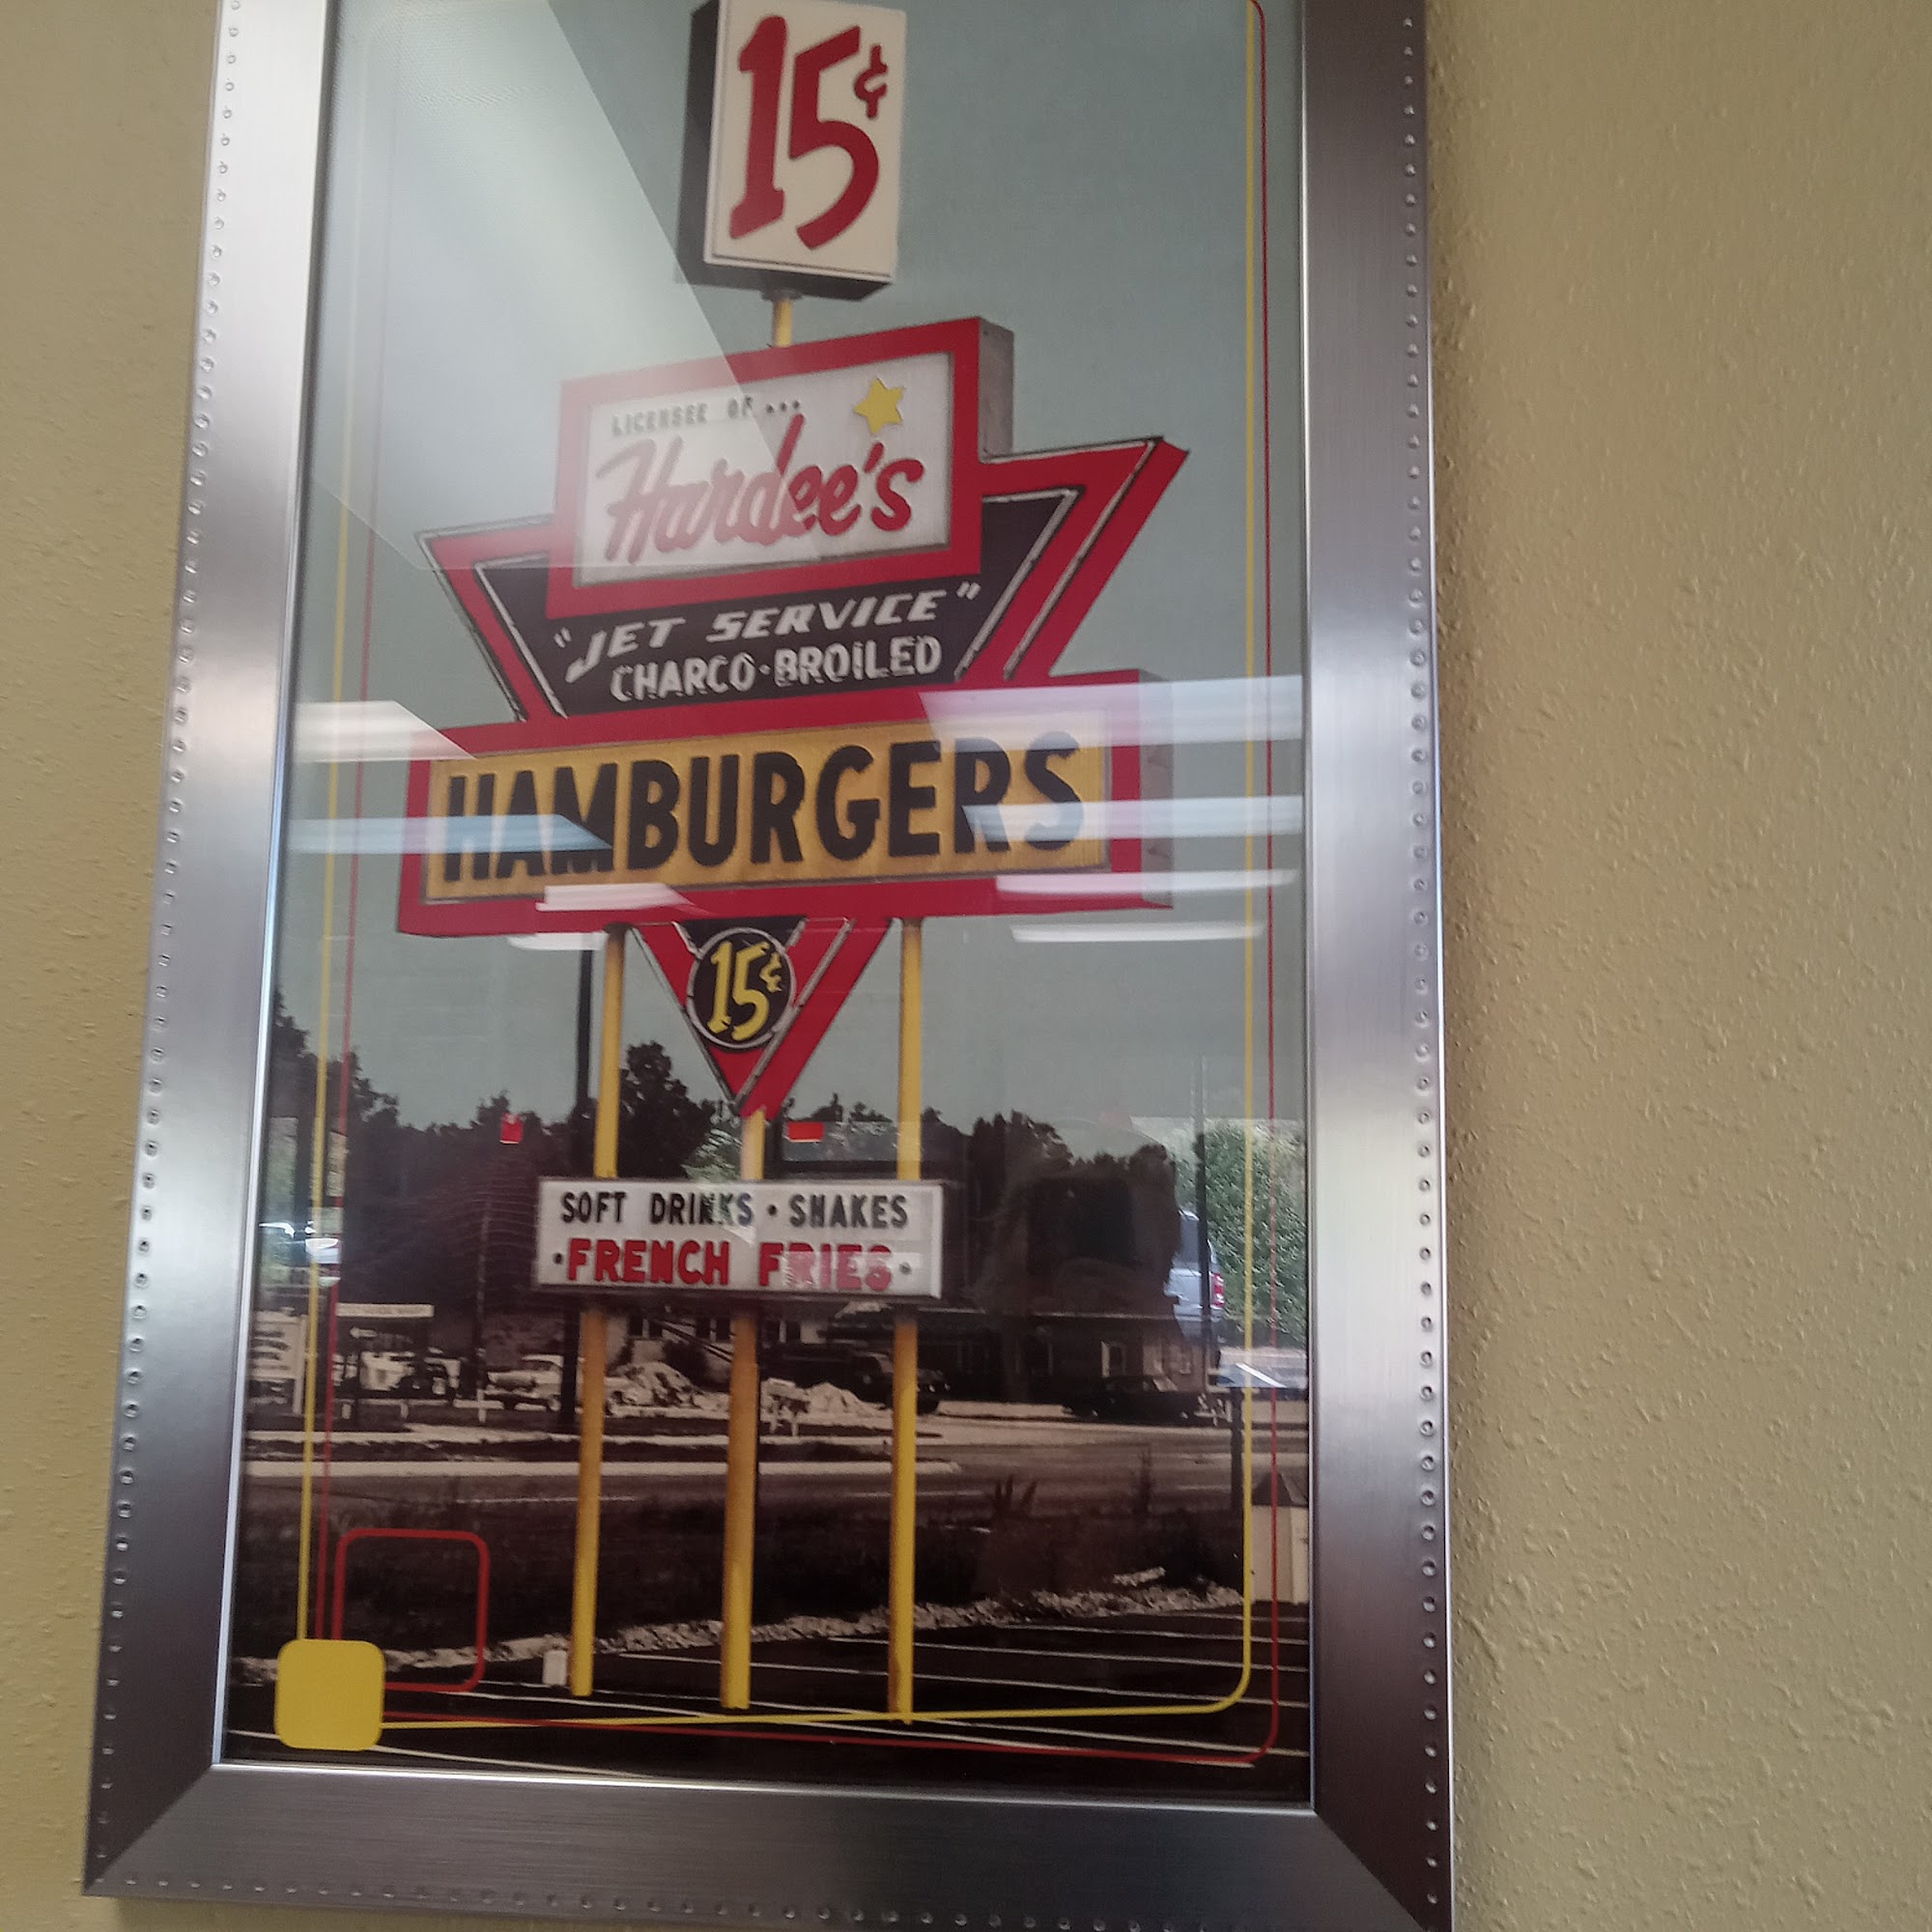 15¢
LICENSEE OF...
Hardee's
"JET SERVICE"
CHARCO-BROILED
HAMBURGERS
15¢
SOFT DRINKS • SHAKES
•FRENCH FRIES•